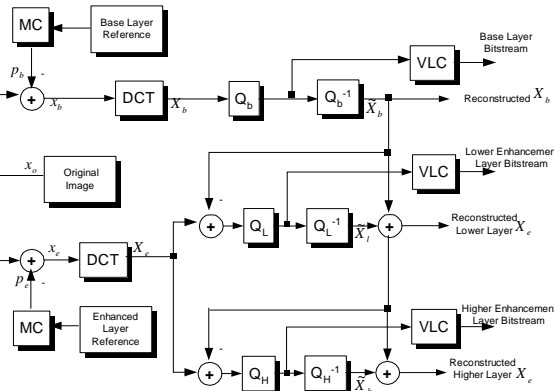 MC
Base Layer
Reference
Base Layer
Bitstream
VLC
p_b
-
+
x_b
DCT
X_b
Q_b
Q_b^-1
X̃_b
Reconstructed X_b
x_o
Original
Image
Lower Enhancemen
Layer Bitstream
VLC
-
+
Q_L
Q_L^-1
X̃_l
+
Reconstructed
Lower Layer X_e
x_e
+
DCT
X_e
p_e
-
MC
Enhanced
Layer
Reference
Higher Enhancemen
Layer Bitstream
VLC
-
+
Q_H
Q_H^-1
X̃_h
+
Reconstructed
Higher Layer X_e